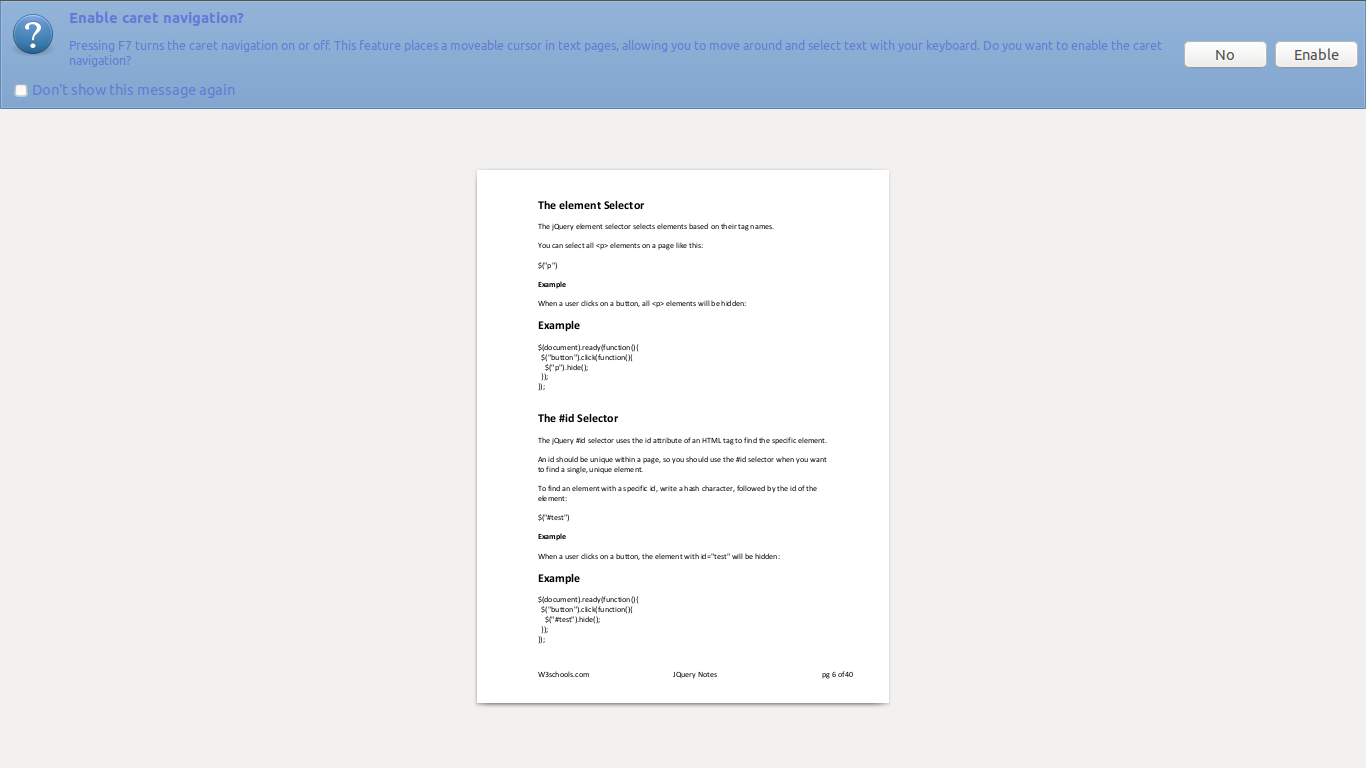 Enable caret navigation?
Pressing F7 turns the caret navigation on or off. This feature places a moveable cursor in text pages, allowing you to move around and select text with your keyboard. Do you want to enable the caret
navigation?
No
Enable
Don't show this message again
The element Selector
The jQuery element selector selects elements based on their tag names.
You can select all <p> elements on a page like this:
$("p")
Example
When a user clicks on a button, all <p> elements will be hidden:
Example
$(document).ready(function(){
$("button").click(function(){
$("p").hide();
});
});
The #id Selector
The jQuery #id selector uses the id attribute of an HTML tag to find the specific element.
An id should be unique within a page, so you should use the #id selector when you want
to find a single, unique element.
To find an element with a specific id, write a hash character, followed by the id of the
element:
$("#test")
Example
When a user clicks on a button, the element with id="test" will be hidden:
Example
$(document).ready(function(){
$("button").click(function(){
$("#test").hide();
});
});
W3schools.com JQuery Notes pg 6 of 40